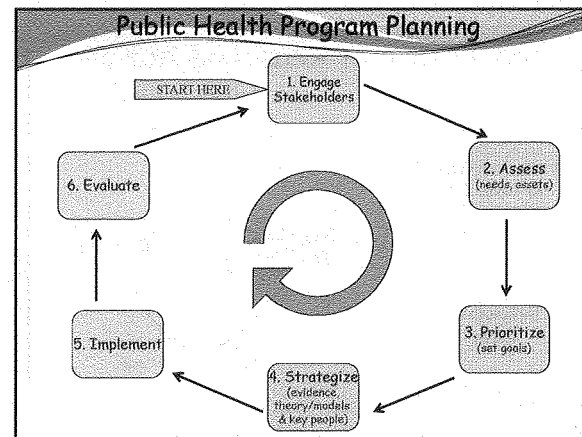 Public Health Program Planning
START HERE
1. Engage
Stakeholders
2. Assess
(needs, assets)
3. Prioritize
(set goals)
4. Strategize
(evidence,
theory/models
& key people)
5. Implement
6. Evaluate